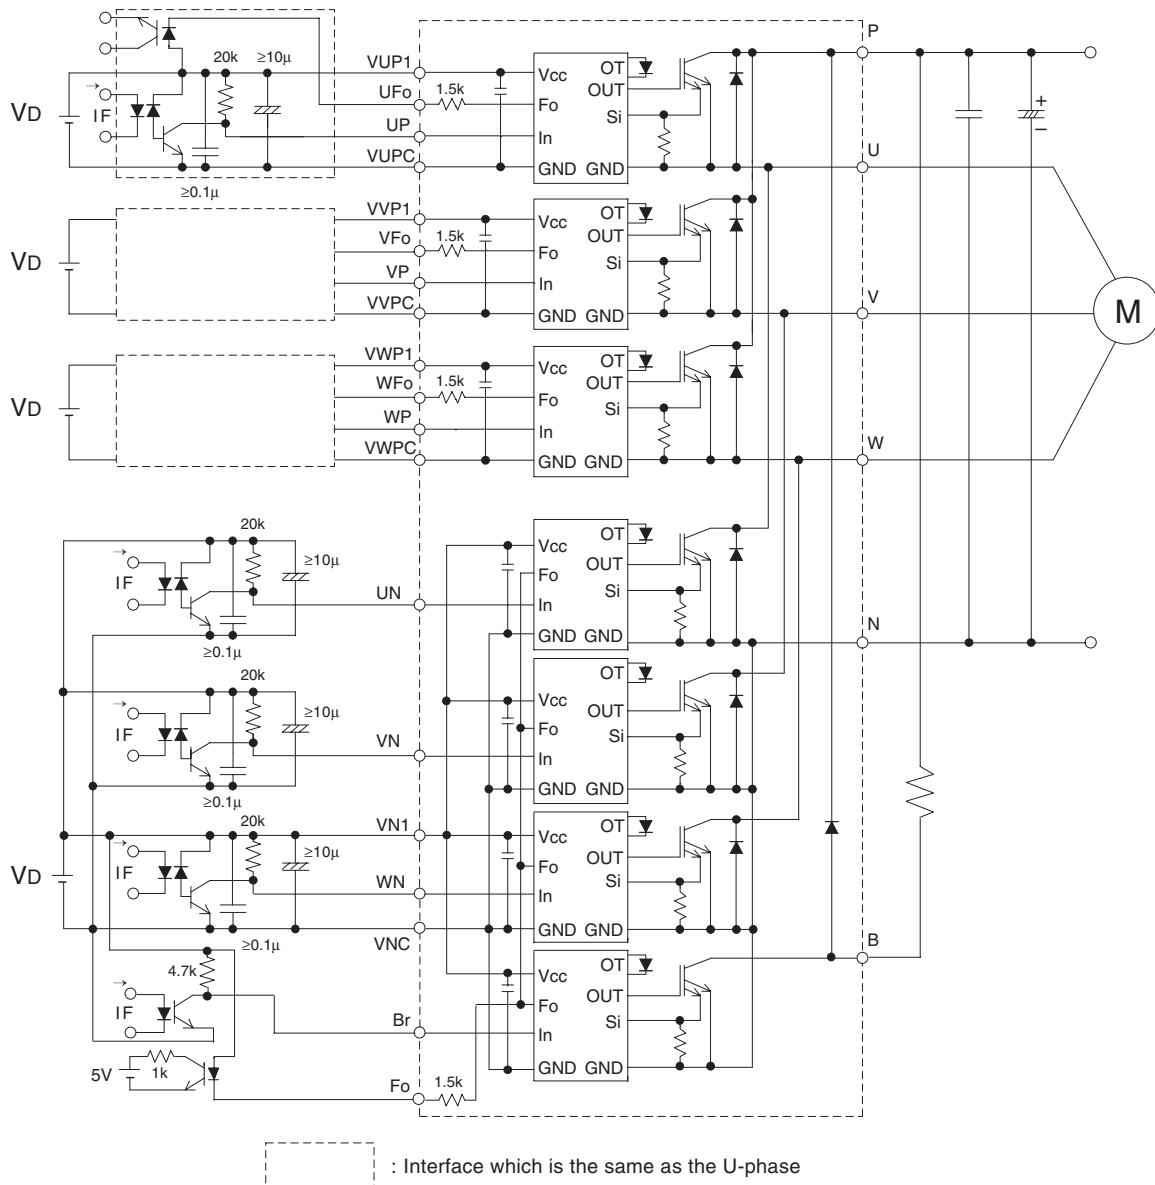 P
20k
≥10μ
VUP1
UFo
1.5k
UP
VUPC
VD
IF
≥0.1μ
Vcc
Fo
In
GND GND
OT
OUT
Si
U
+
–
VVP1
VFo
1.5k
VP
VVPC
VD
Vcc
Fo
In
GND GND
OT
OUT
Si
V
M
VWP1
WFo
1.5k
WP
VWPC
VD
Vcc
Fo
In
GND GND
OT
OUT
Si
W
20k
≥10μ
IF
≥0.1μ
UN
Vcc
Fo
In
GND GND
OT
OUT
Si
N
20k
≥10μ
IF
≥0.1μ
VN
Vcc
Fo
In
GND GND
OT
OUT
Si
20k
≥10μ
VN1
VD
IF
WN
≥0.1μ
VNC
Vcc
Fo
In
GND GND
OT
OUT
Si
B
4.7k
IF
Br
Vcc
Fo
In
GND GND
OT
OUT
Si
5V
1k
Fo
1.5k
: Interface which is the same as the U-phase